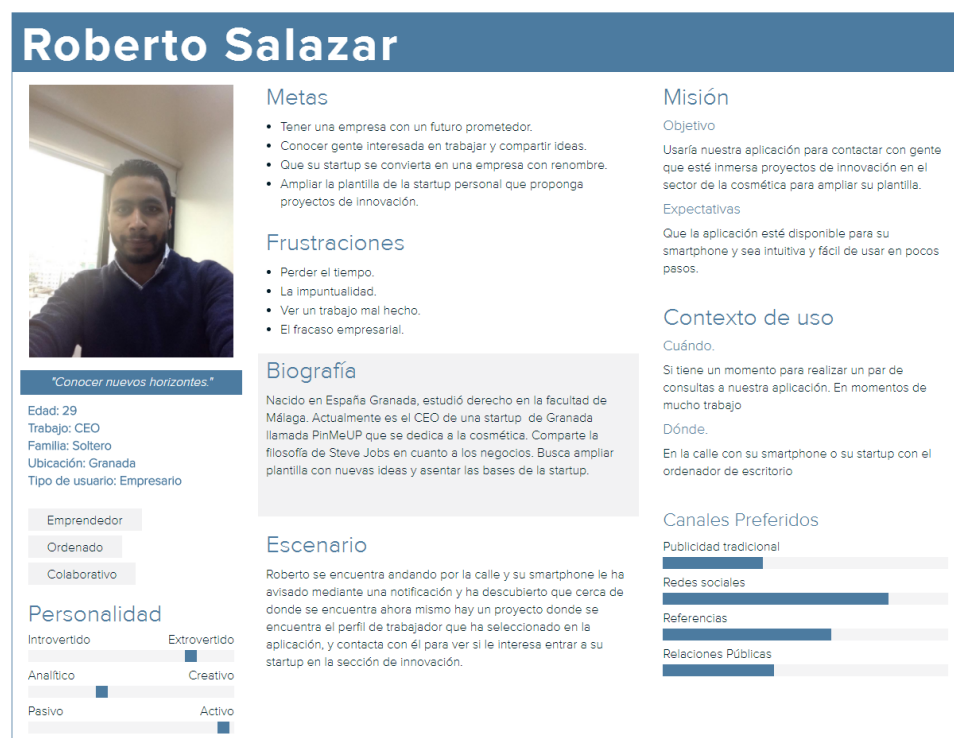 Roberto Salazar
"Conocer nuevos horizontes."
Edad: 29
Trabajo: CEO
Familia: Soltero
Ubicación: Granada
Tipo de usuario: Empresario
Emprendedor
Ordenado
Colaborativo
Personalidad
Introvertido Extrovertido
Analítico Creativo
Pasivo Activo
Metas
• Tener una empresa con un futuro prometedor.
• Conocer gente interesada en trabajar y compartir ideas.
• Que su startup se convierta en una empresa con renombre.
• Ampliar la plantilla de la startup personal que proponga
proyectos de innovación.
Frustraciones
• Perder el tiempo.
• La impuntualidad.
• Ver un trabajo mal hecho.
• El fracaso empresarial.
Biografía
Nacido en España Granada, estudió derecho en la facultad de
Málaga. Actualmente es el CEO de una startup de Granada
llamada PinMeUP que se dedica a la cosmética. Comparte la
filosofía de Steve Jobs en cuanto a los negocios. Busca ampliar
plantilla con nuevas ideas y asentar las bases de la startup.
Escenario
Roberto se encuentra andando por la calle y su smartphone le ha
avisado mediante una notificación y ha descubierto que cerca de
donde se encuentra ahora mismo hay un proyecto donde se
encuentra el perfil de trabajador que ha seleccionado en la
aplicación, y contacta con él para ver si le interesa entrar a su
startup en la sección de innovación.
Misión
Objetivo
Usaría nuestra aplicación para contactar con gente
que esté inmersa proyectos de innovación en el
sector de la cosmética para ampliar su plantilla.
Expectativas
Que la aplicación esté disponible para su
smartphone y sea intuitiva y fácil de usar en pocos
pasos.
Contexto de uso
Cuándo.
Si tiene un momento para realizar un par de
consultas a nuestra aplicación. En momentos de
mucho trabajo
Dónde.
En la calle con su smartphone o su startup con el
ordenador de escritorio
Canales Preferidos
Publicidad tradicional
Redes sociales
Referencias
Relaciones Públicas